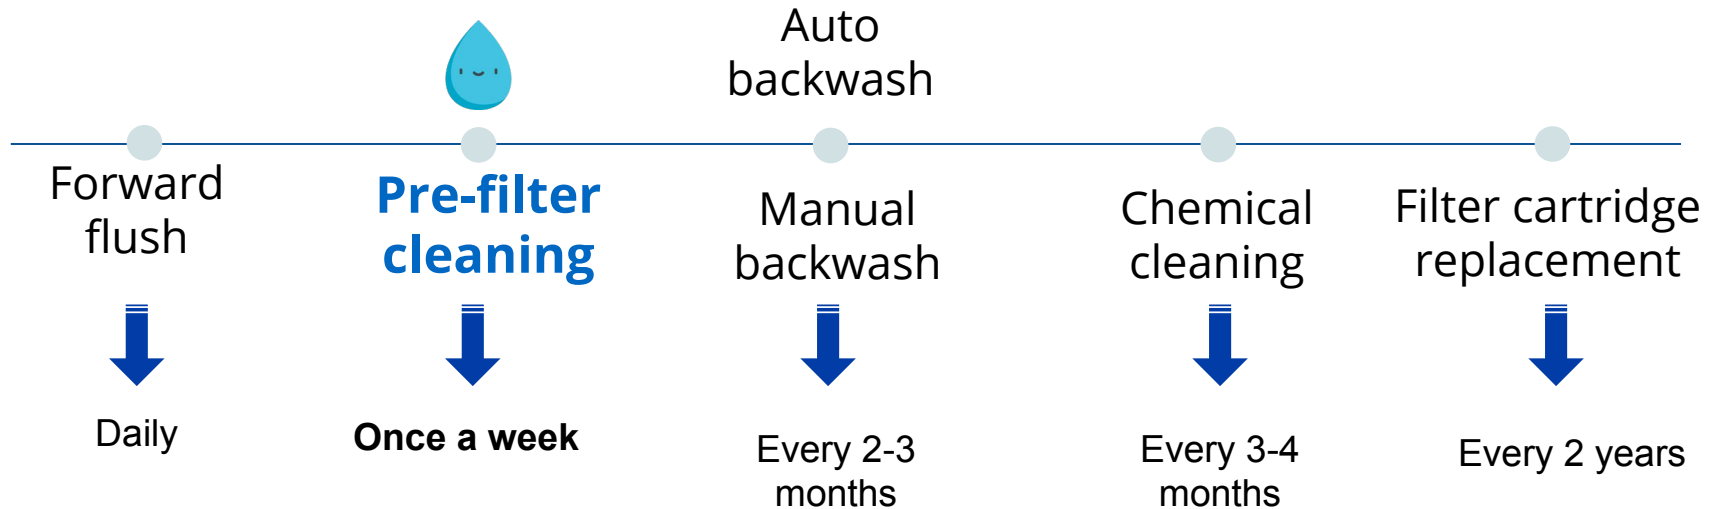 Auto
backwash
Forward
flush
Pre-filter
cleaning
Manual
backwash
Chemical
cleaning
Filter cartridge
replacement
Daily
Once a week
Every 2-3
months
Every 3-4
months
Every 2 years